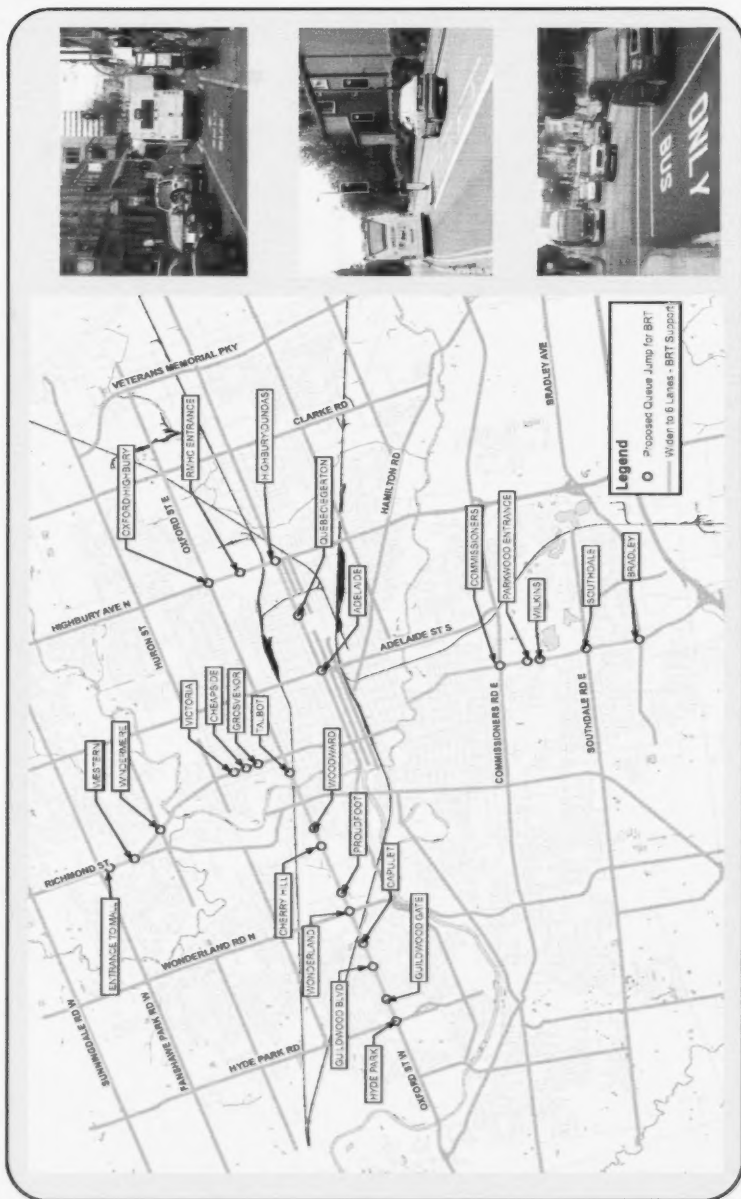 BUS
ONLY
SUNNINGDALE RD W
FANSHAWE PARK RD W
HYDE PARK RD
WONDERLAND RD N
RICHMOND ST
HURON ST
OXFORD ST E
HIGHBURY AVE N
VETERANS MEMORIAL PKY
CLARKE RD
HAMILTON RD
ADELAIDE ST S
COMMISSIONERS RD E
SOUTHDALE RD E
BRADLEY AVE
OXFORD ST W
WESTERN
WINDERMERE
VICTORIA
CHEAPSIDE
GROSVENOR
TALBOT
OXFORD/HIGHBURY
RMHC ENTRANCE
HIGHBURY/DUNDAS
QUEBEC/EGERTON
ADELAIDE
CHERRY HILL
WOODWARD
PROUDFOOT
WONDERLAND
CAPULET
GUILDWOOD BLVD
GUILDWOOD GATE
HYDE PARK
COMMISSIONERS
PARKWOOD ENTRANCE
WILKINS
SOUTHDALE
BRADLEY
ENTRANCE TO
Legend
Proposed Queue Jump for BRT
Widen to 6 Lanes - BRT Support